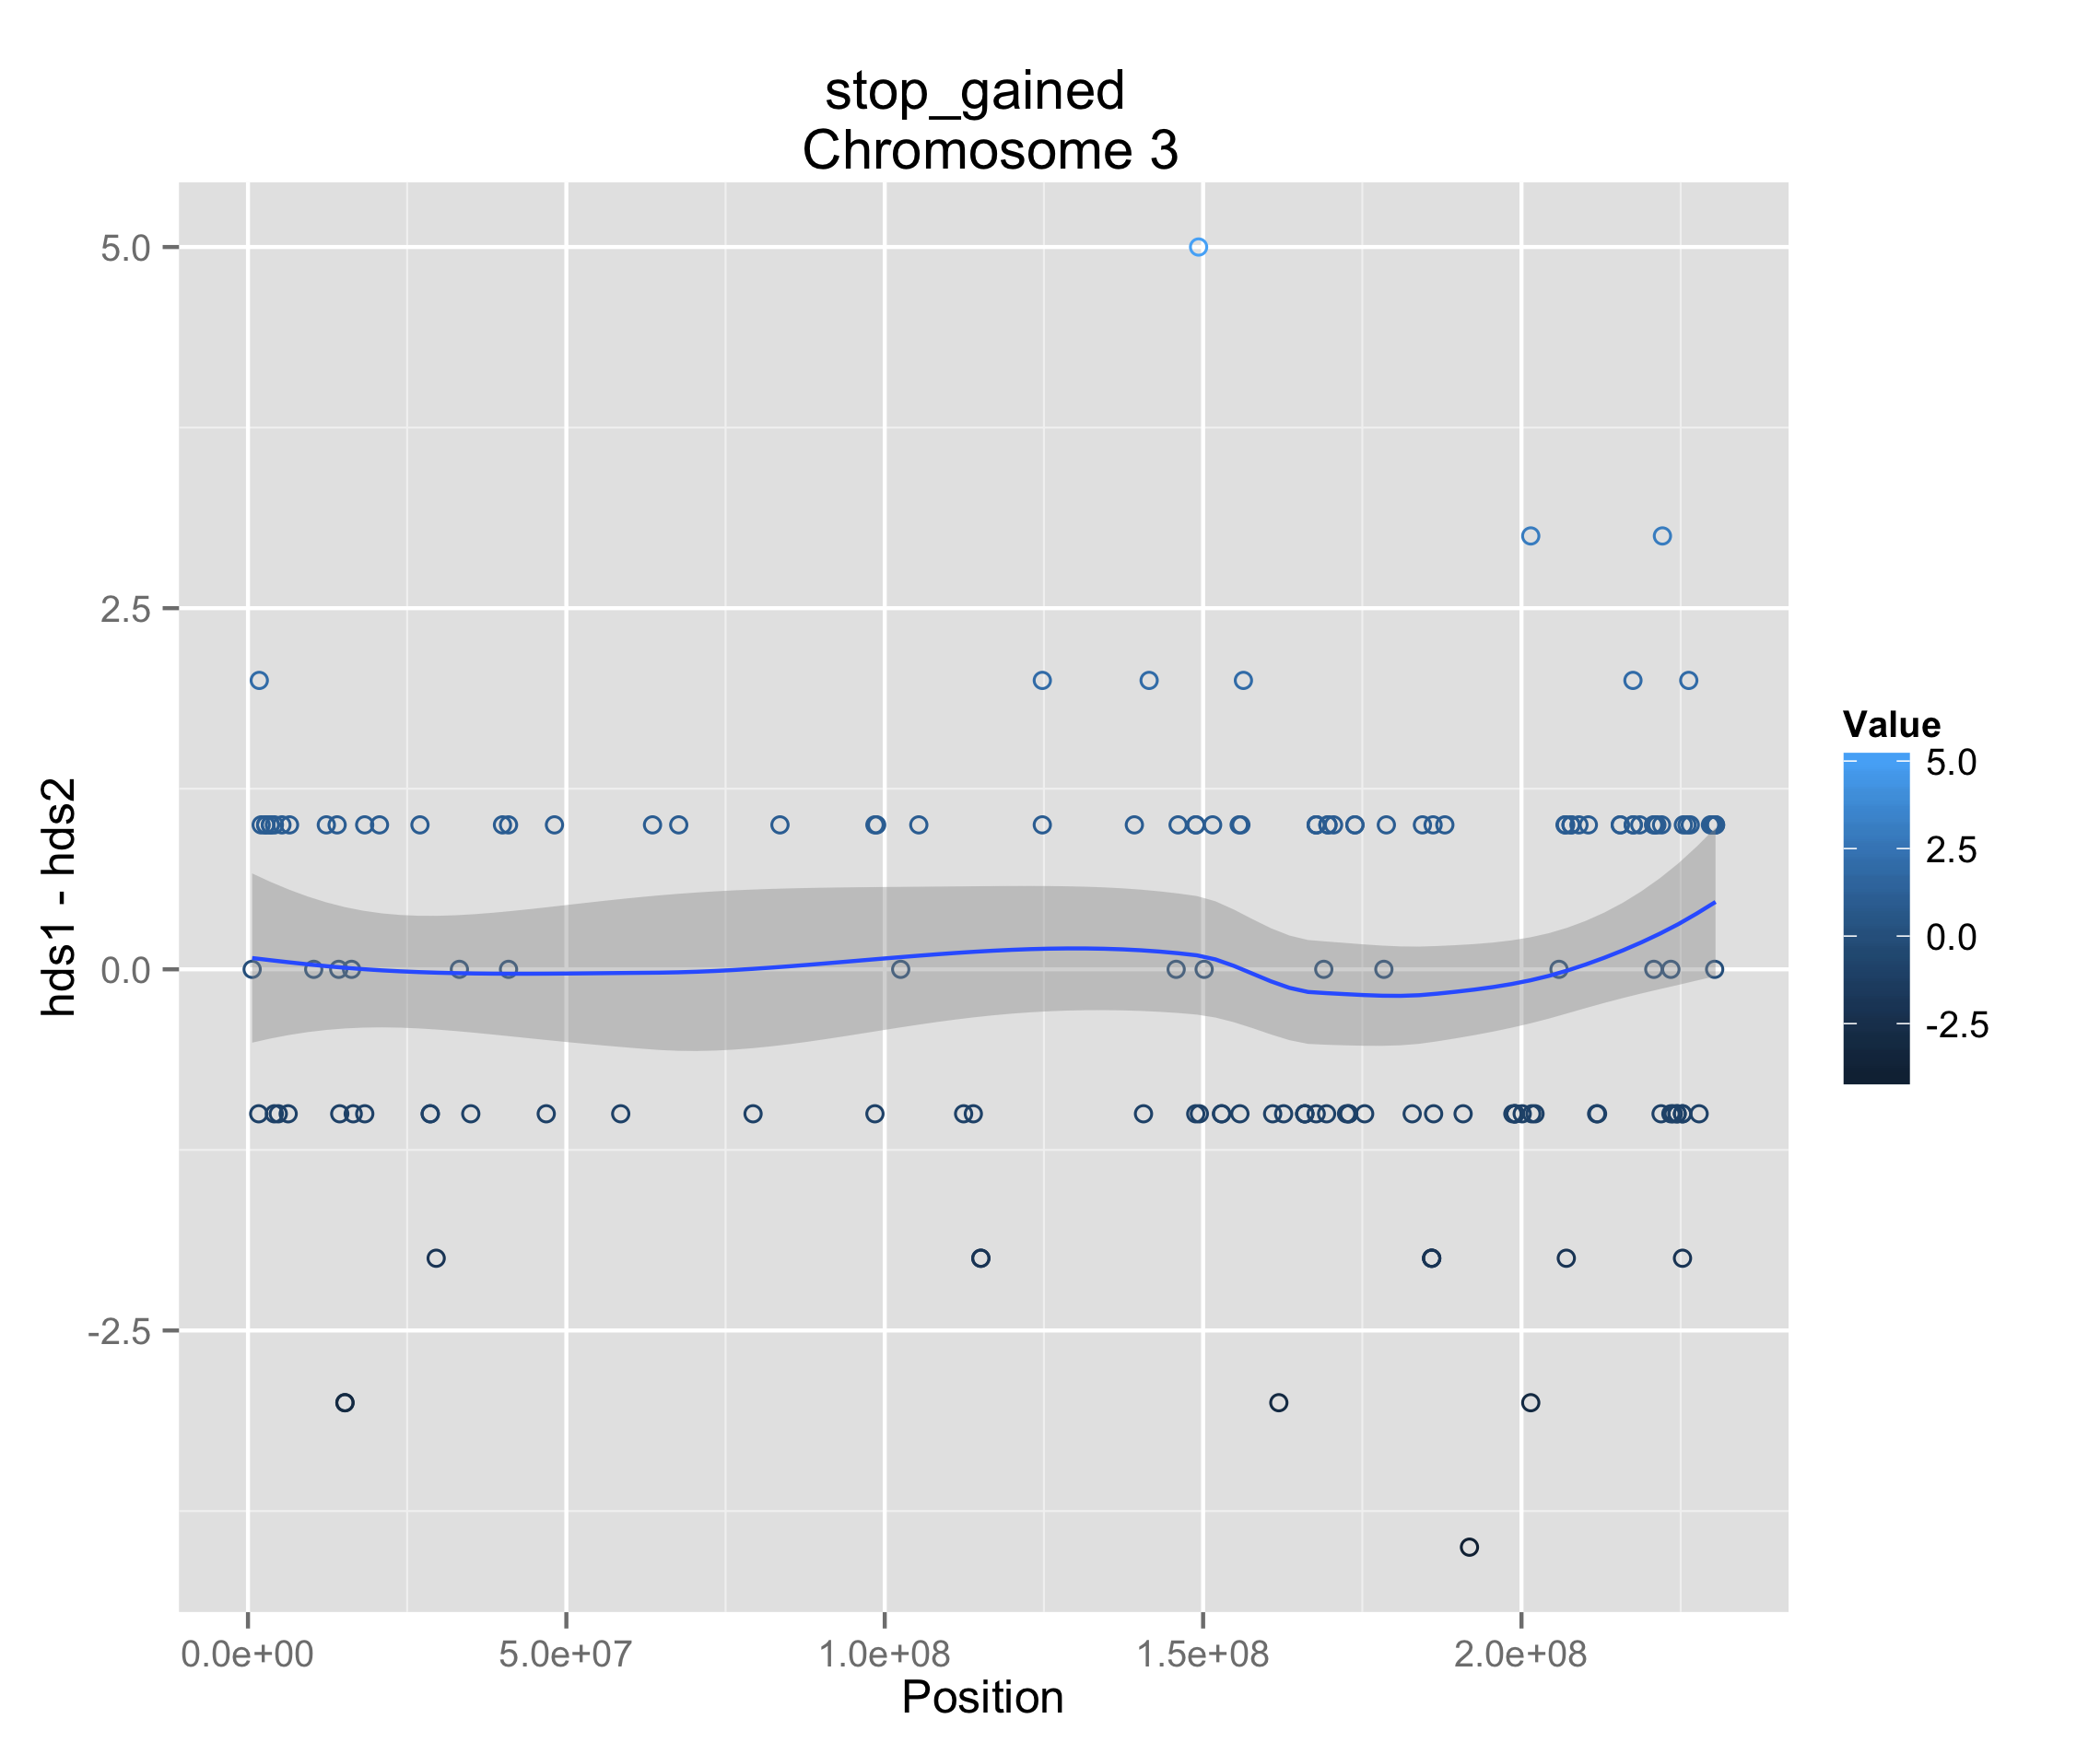 stop_gained
Chromosome 3
5.0
2.5
0.0
-2.5
hds1 - hds2
0.0e+00 5.0e+07 1.0e+08 1.5e+08 2.0e+08
Position
Value
5.0
2.5
0.0
-2.5